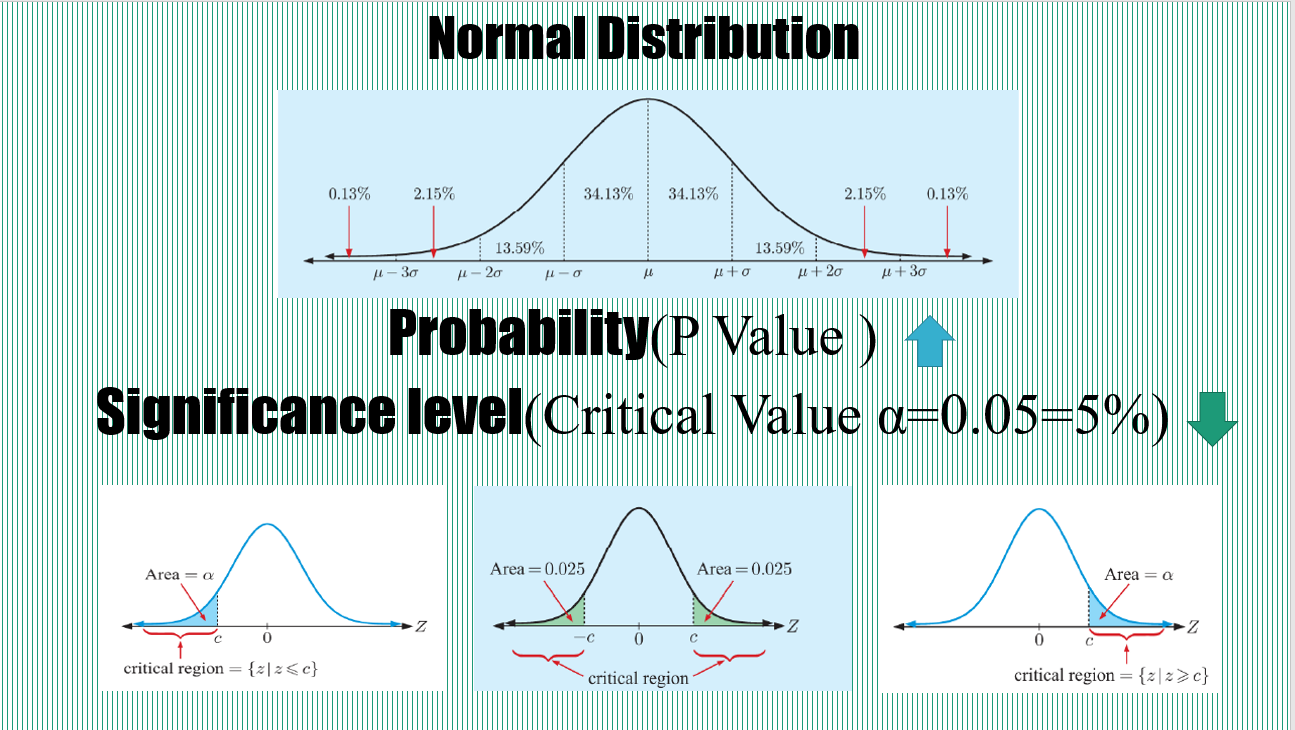 Normal Distribution
0.13% 2.15% 34.13% 34.13% 2.15% 0.13%
13.59% 13.59%
μ − 3σ μ − 2σ μ − σ μ μ + σ μ + 2σ μ + 3σ
Probability(P Value )
Significance level(Critical Value α=0.05=5%)
Area = α
c 0 Z
critical region = {z | z ⩽ c}
Area = 0.025 Area = 0.025
−c 0 c Z
critical region
Area = α
0 c Z
critical region = {z | z ⩾ c}